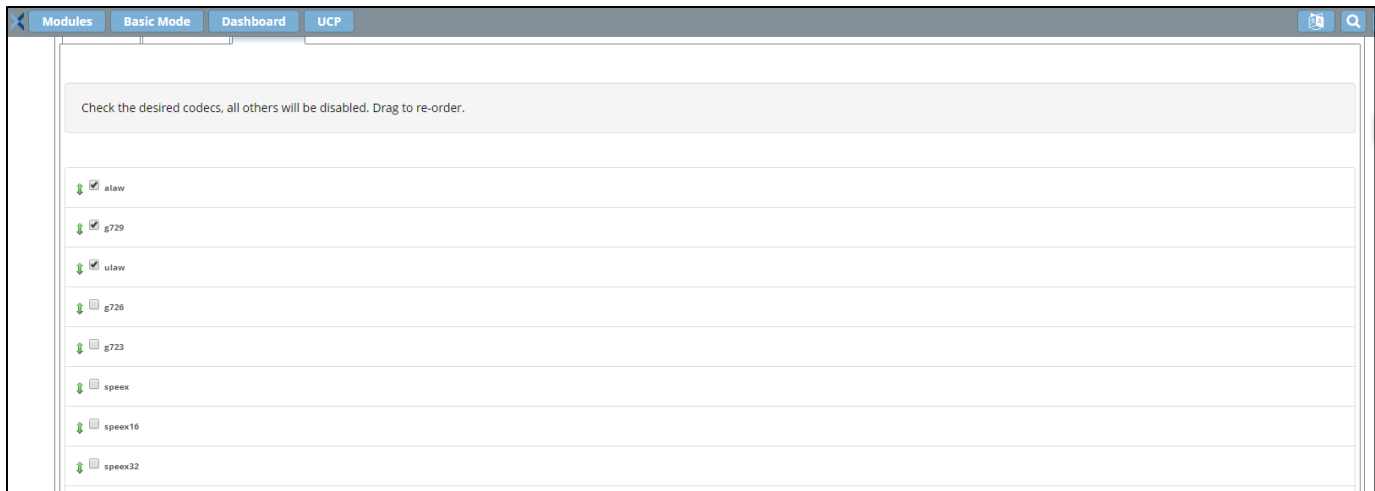 Modules Basic Mode Dashboard UCP
Check the desired codecs, all others will be disabled. Drag to re-order.
alaw
g729
ulaw
g726
g723
speex
speex16
speex32